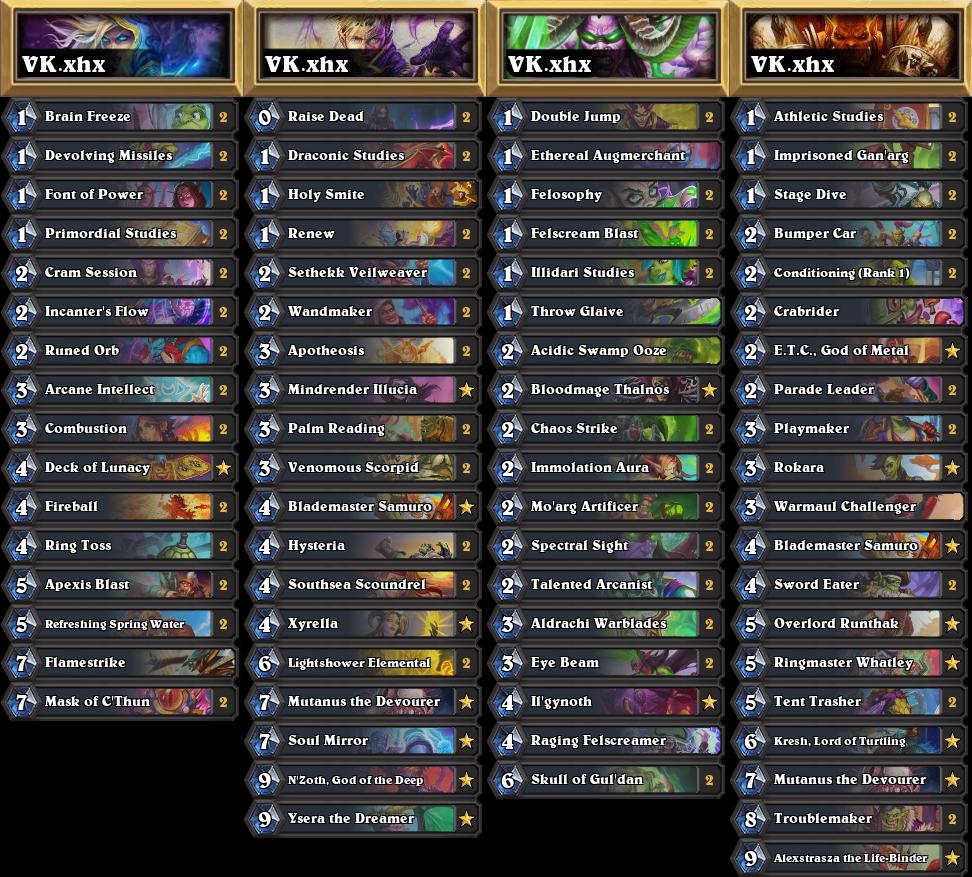 VK.xhx
1 Brain Freeze 2
1 Devolving Missiles 2
1 Font of Power 2
1 Primordial Studies 2
2 Cram Session 2
2 Incanter's Flow 2
2 Runed Orb 2
3 Arcane Intellect 2
3 Combustion 2
4 Deck of Lunacy
4 Fireball 2
4 Ring Toss 2
5 Apexis Blast 2
5 Refreshing Spring Water 2
7 Flamestrike
7 Mask of C'Thun 2
VK.xhx
0 Raise Dead 2
1 Draconic Studies 2
1 Holy Smite
1 Renew 2
2 Sethekk Veilweaver 2
2 Wandmaker 2
3 Apotheosis 2
3 Mindrender Illucia
3 Palm Reading 2
3 Venomous Scorpid 2
4 Blademaster Samuro
4 Hysteria 2
4 Southsea Scoundrel 2
4 Xyrella
6 Lightshower Elemental 2
7 Mutanus the Devourer
7 Soul Mirror
9 N'Zoth, God of the Deep
9 Ysera the Dreamer
VK.xhx
1 Double Jump 2
1 Ethereal Augmerchant
1 Felosophy 2
1 Felscream Blast 2
1 Illidari Studies 2
1 Throw Glaive
2 Acidic Swamp Ooze
2 Bloodmage Thalnos
2 Chaos Strike 2
2 Immolation Aura 2
2 Mo'arg Artificer 2
2 Spectral Sight 2
2 Talented Arcanist 2
3 Aldrachi Warblades 2
3 Eye Beam 2
4 Il'gynoth
4 Raging Felscreamer
6 Skull of Gul'dan 2
VK.xhx
1 Athletic Studies 2
1 Imprisoned Gan'arg 2
1 Stage Dive 2
2 Bumper Car 2
2 Conditioning (Rank 1) 2
2 Crabrider
2 E.T.C., God of Metal
2 Parade Leader 2
3 Playmaker 2
3 Rokara
3 Warmaul Challenger
4 Blademaster Samuro
4 Sword Eater 2
5 Overlord Runthak
5 Ringmaster Whatley
5 Tent Trasher 2
6 Kresh, Lord of Turtling
7 Mutanus the Devourer
8 Troublemaker 2
9 Alexstrasza the Life-Binder